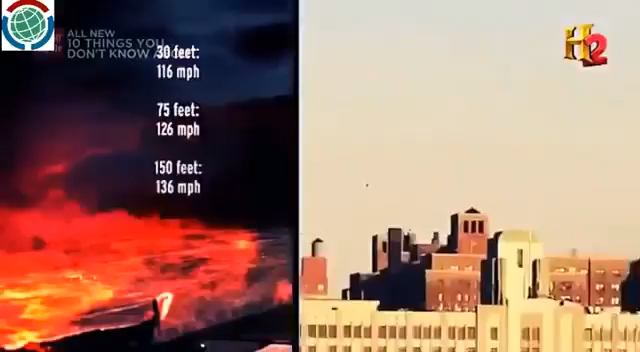 ALL NEW
10 THINGS YOU
DON'T KNOW
30 feet:
116 mph
75 feet:
126 mph
150 feet:
136 mph
H2